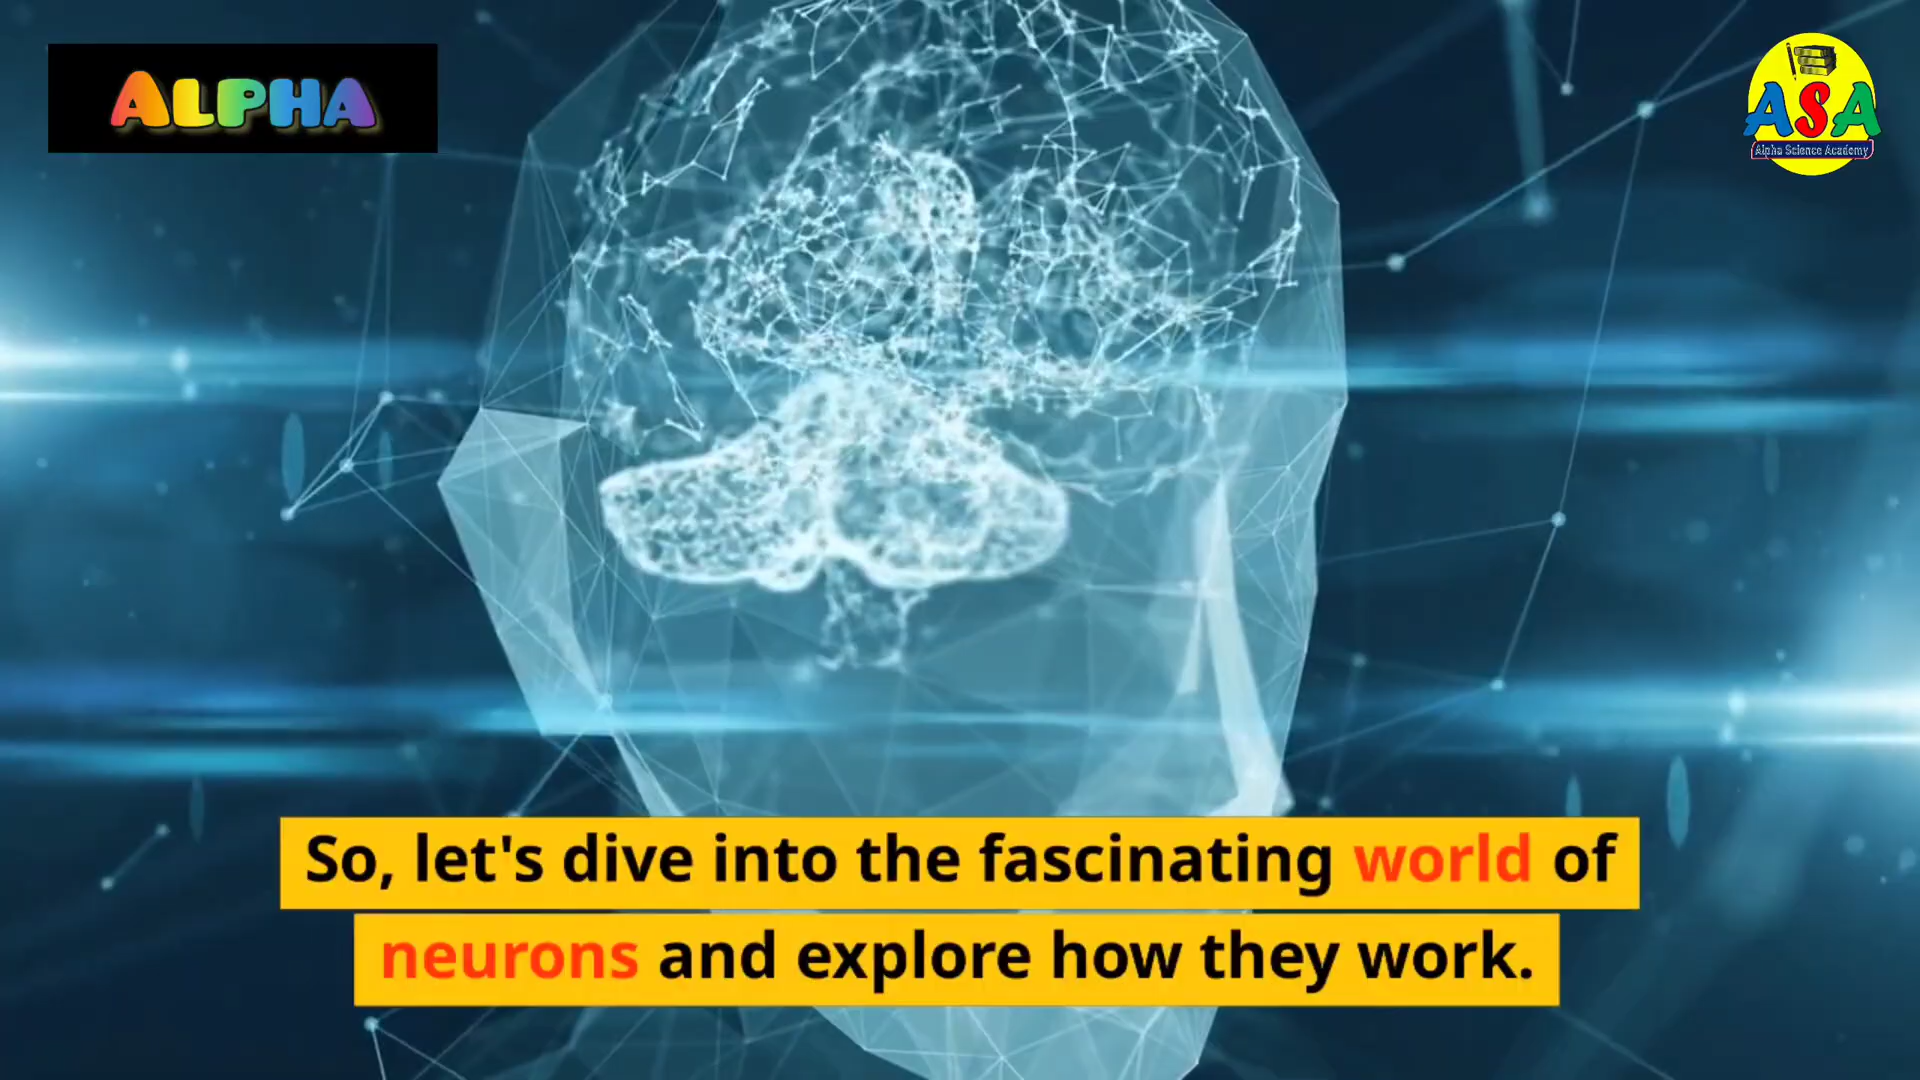 ALPHA
ASA
Alpha Science Academy
So, let's dive into the fascinating world of
neurons and explore how they work.